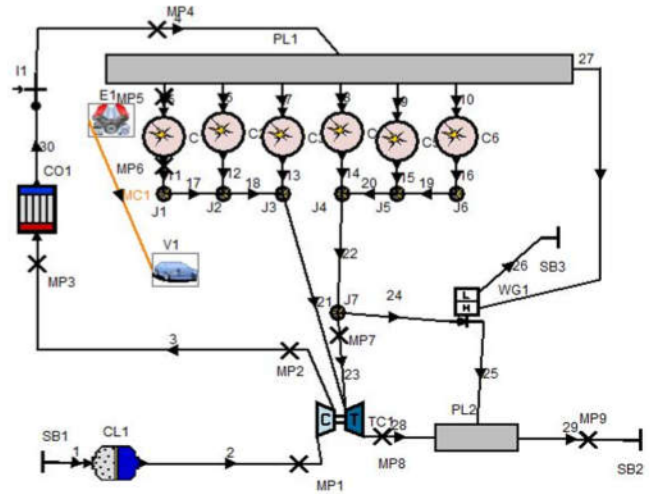 MP4
4
PL1
27
I1
E1
MP5
5
6
7
8
9
10
30
C2
C5
C6
CO1
MP6
11
12
13
14
15
16
MC1
17
18
20
19
J1
J2
J3
J4
J5
J6
V1
22
26
SB3
MP3
WG1
L
H
21
J7
24
MP7
3
MP2
23
25
C
T
TC1
28
PL2
29
MP9
CL1
SB1
1
2
MP8
SB2
MP1